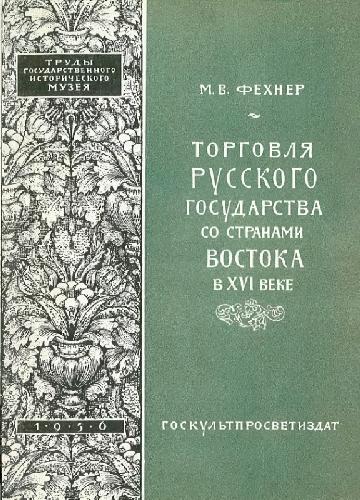 ТРУДЫ
ГОСУДАРСТВЕННОГО
ИСТОРИЧЕСКОГО
МУЗЕЯ
М. В. ФЕХНЕР
ТОРГОВЛЯ
РУССКОГО
ГОСУДАРСТВА
СО СТРАНАМИ
ВОСТОКА
В XVI ВЕКЕ
1956
ГОСКУЛЬТПРОСВЕТИЗДАТ